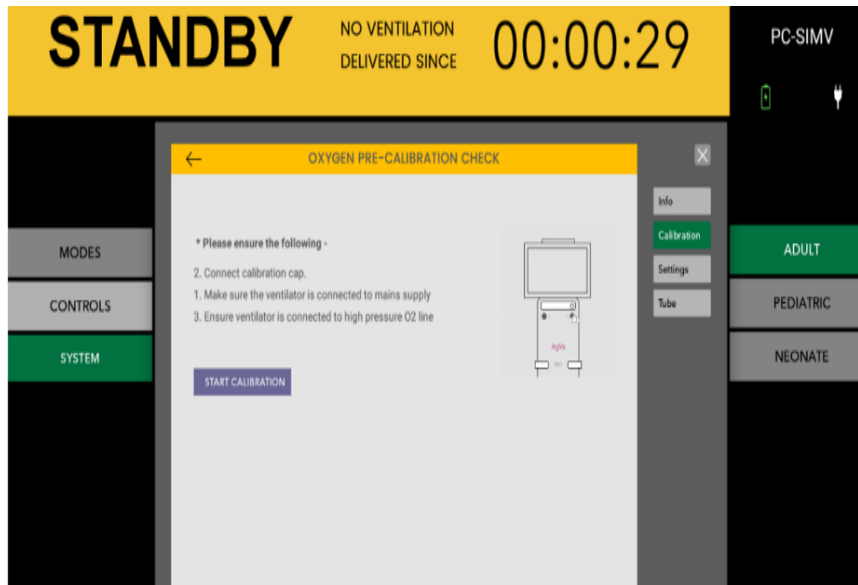 STANDBY
NO VENTILATION
DELIVERED SINCE
00:00:29
PC-SIMV
OXYGEN PRE-CALIBRATION CHECK
X
Info
Calibration
Settings
Tube
MODES
CONTROLS
SYSTEM
* Please ensure the following -
2. Connect calibration cap.
1. Make sure the ventilator is connected to mains supply
3. Ensure ventilator is connected to high pressure O2 line
START CALIBRATION
AgVa
ADULT
PEDIATRIC
NEONATE